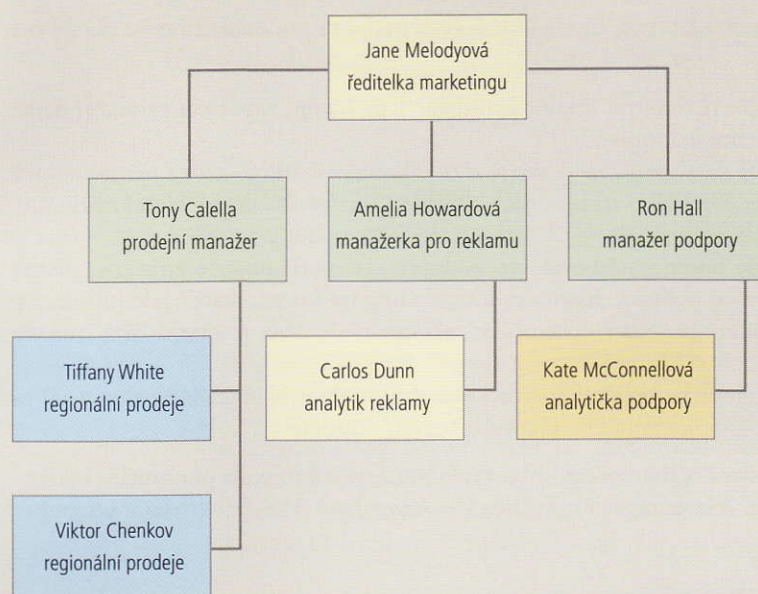 Jane Melodyová
ředitelka marketingu
Tony Calella
prodejní manažer
Amelia Howardová
manažerka pro reklamu
Ron Hall
manažer podpory
Tiffany White
regionální prodeje
Carlos Dunn
analytik reklamy
Kate McConnellová
analytička podpory
Viktor Chenkov
regionální prodeje